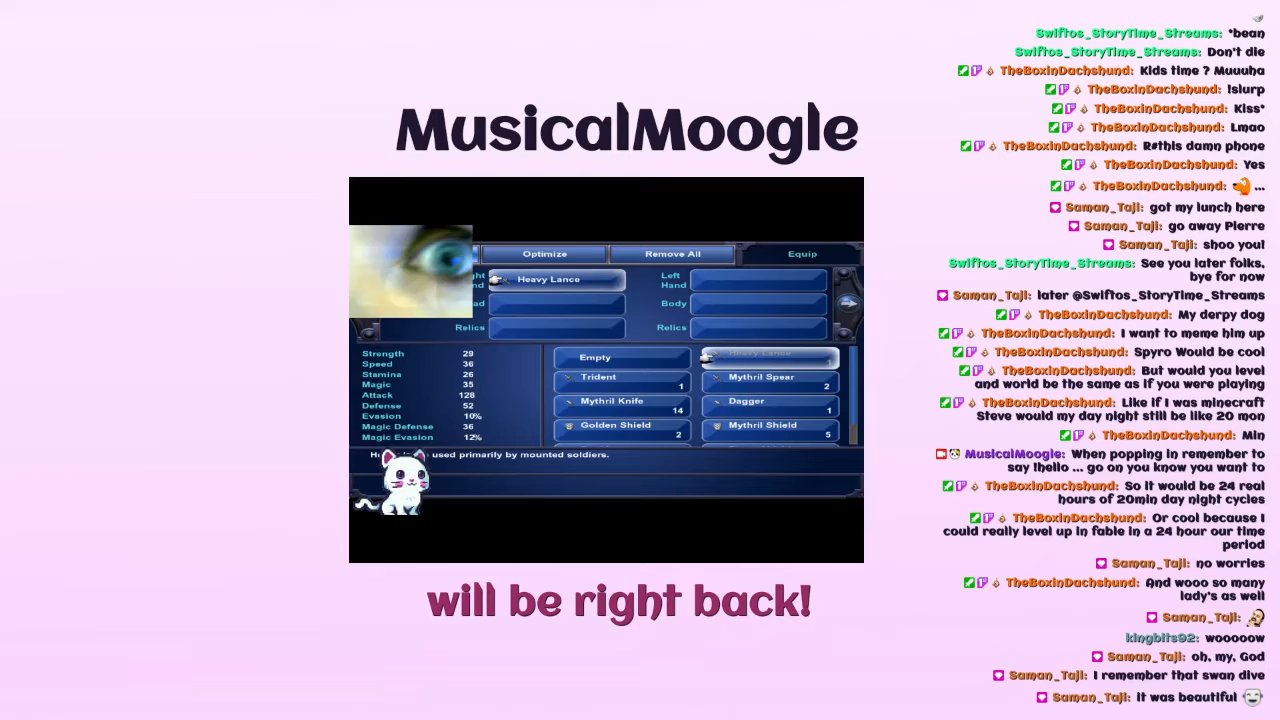 MusicalMoogle
Optimize
Remove All
Equip
Heavy Lance
Left
Hand
Body
Relics
Relics
Strength 29
Speed 36
Stamina 26
Magic 35
Attack 128
Defense 52
Evasion 10%
Magic Defense 36
Magic Evasion 12%
Empty
Heavy Lance 1
Trident 1
Mythril Spear 2
Mythril Knife 14
Dagger 1
Golden Shield 2
Mythril Shield 5
used primarily by mounted soldiers.
will be right back!
Swiftos_StoryTime_Streams: *bean
Swiftos_StoryTime_Streams: Don't die
TheBoxinDachshund: Kids time ? Muuuha
TheBoxinDachshund: !slurp
TheBoxinDachshund: Kiss*
TheBoxinDachshund: Lmao
TheBoxinDachshund: R#this damn phone
TheBoxinDachshund: Yes
TheBoxinDachshund: ...
Saman_Taji: got my lunch here
Saman_Taji: go away Pierre
Saman_Taji: shoo you!
Swiftos_StoryTime_Streams: See you later folks,
bye for now
Saman_Taji: later @Swiftos_StoryTime_Streams
TheBoxinDachshund: My derpy dog
TheBoxinDachshund: I want to meme him up
TheBoxinDachshund: Spyro Would be cool
TheBoxinDachshund: But would you level
and world be the same as if you were playing
TheBoxinDachshund: Like if I was minecraft
Steve would my day night still be like 20 mon
TheBoxinDachshund: Min
MusicalMoogle: When popping in remember to
say !hello ... go on you know you want to
TheBoxinDachshund: So it would be 24 real
hours of 20min day night cycles
TheBoxinDachshund: Or cool because I
could really level up in fable in a 24 hour our time
period
Saman_Taji: no worries
TheBoxinDachshund: And wooo so many
lady's as well
Saman_Taji:
kingbits92: wooooow
Saman_Taji: oh, my, God
Saman_Taji: I remember that swan dive
Saman_Taji: it was beautiful